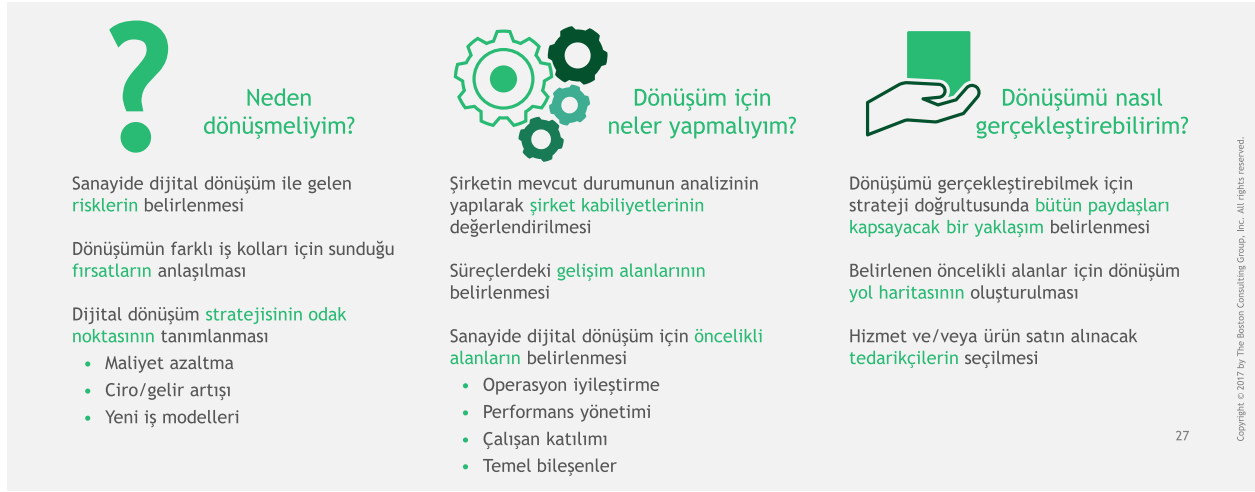 Neden
dönüşmeliyim?
Sanayide dijital dönüşüm ile gelen
risklerin belirlenmesi
Dönüşümün farklı iş kolları için sunduğu
fırsatların anlaşılması
Dijital dönüşüm stratejisinin odak
noktasının tanımlanması
• Maliyet azaltma
• Ciro/gelir artışı
• Yeni iş modelleri
Dönüşüm için
neler yapmalıyım?
Şirketin mevcut durumunun analizinin
yapılarak şirket kabiliyetlerinin
değerlendirilmesi
Süreçlerdeki gelişim alanlarının
belirlenmesi
Sanayide dijital dönüşüm için öncelikli
alanların belirlenmesi
• Operasyon iyileştirme
• Performans yönetimi
• Çalışan katılımı
• Temel bileşenler
Dönüşümü nasıl
gerçekleştirebilirim?
Dönüşümü gerçekleştirebilmek için
strateji doğrultusunda bütün paydaşları
kapsayacak bir yaklaşım belirlenmesi
Belirlenen öncelikli alanlar için dönüşüm
yol haritasının oluşturulması
Hizmet ve/veya ürün satın alınacak
tedarikçilerin seçilmesi
27
Copyright © 2017 by The Boston Consulting Group, Inc. All rights reserved.